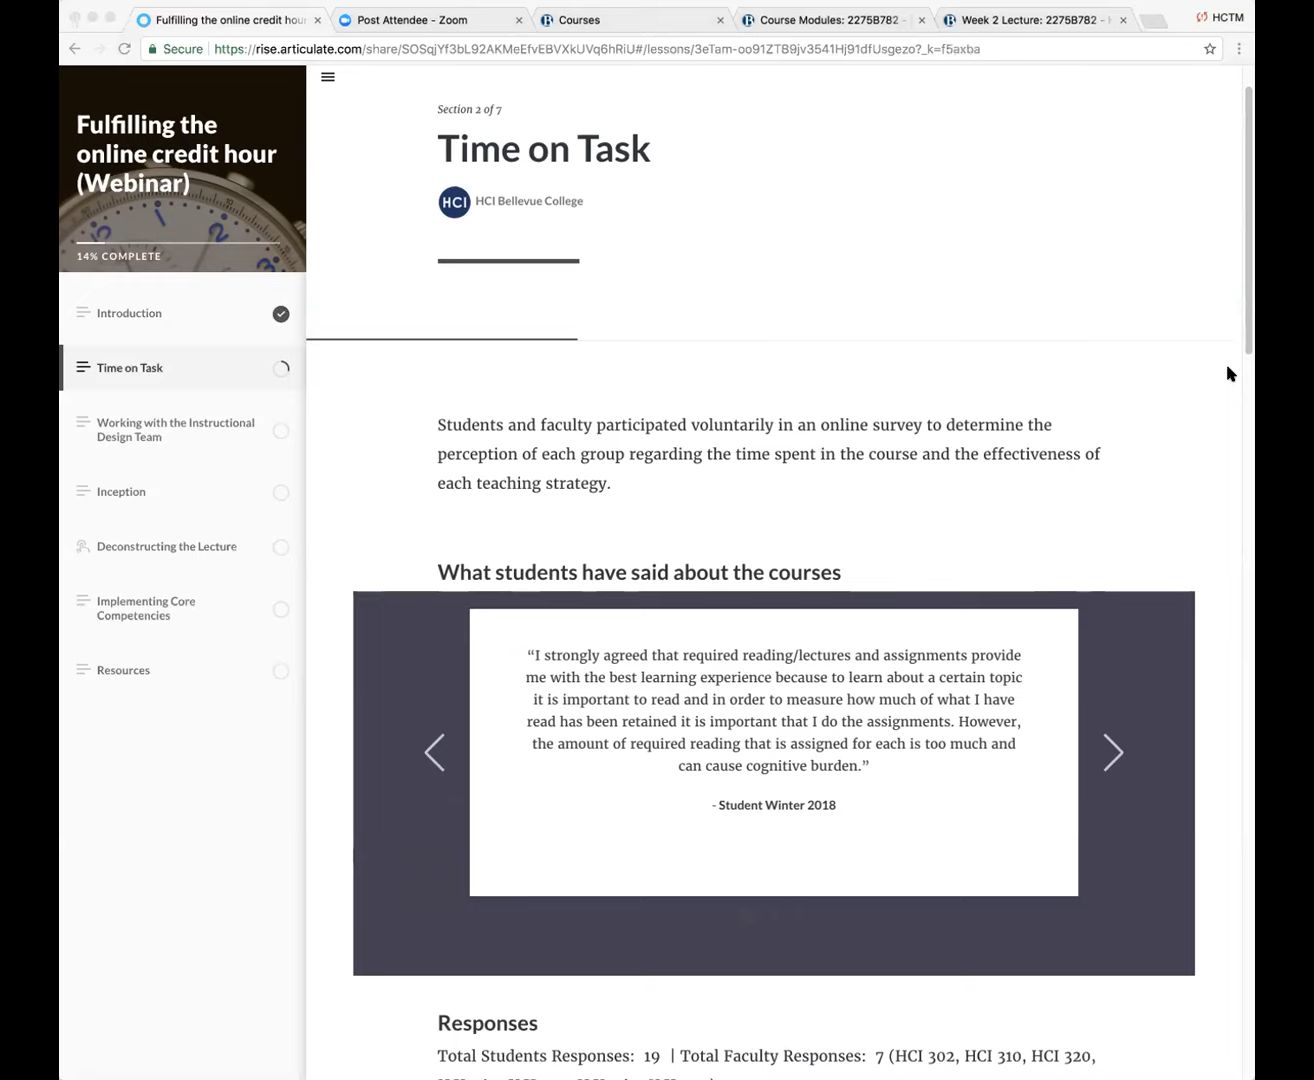 Fulfilling the online credit hou
Post Attendee - Zoom
Courses
Course Modules: 2275B782 -
Week 2 Lecture: 2275B782 -
HCTM
Secure
https://rise.articulate.com/share/SOSqjYf3bL92AKMeEfvEBVXkUVq6hRiU#/lessons/3eTam-oo91ZTB9jv3541Hj91dfUsgezo?_k=f5axba
Fulfilling the
online credit hour
(Webinar)
14% COMPLETE
Introduction
Time on Task
Working with the Instructional
Design Team
Inception
Deconstructing the Lecture
Implementing Core
Competencies
Resources
Section 2 of 7
Time on Task
HCI HCI Bellevue College
Students and faculty participated voluntarily in an online survey to determine the
perception of each group regarding the time spent in the course and the effectiveness of
each teaching strategy.
What students have said about the courses
“I strongly agreed that required reading/lectures and assignments provide
me with the best learning experience because to learn about a certain topic
it is important to read and in order to measure how much of what I have
read has been retained it is important that I do the assignments. However,
the amount of required reading that is assigned for each is too much and
can cause cognitive burden.”
- Student Winter 2018
Responses
Total Students Responses: 19 | Total Faculty Responses: 7 (HCI 302, HCI 310, HCI 320,